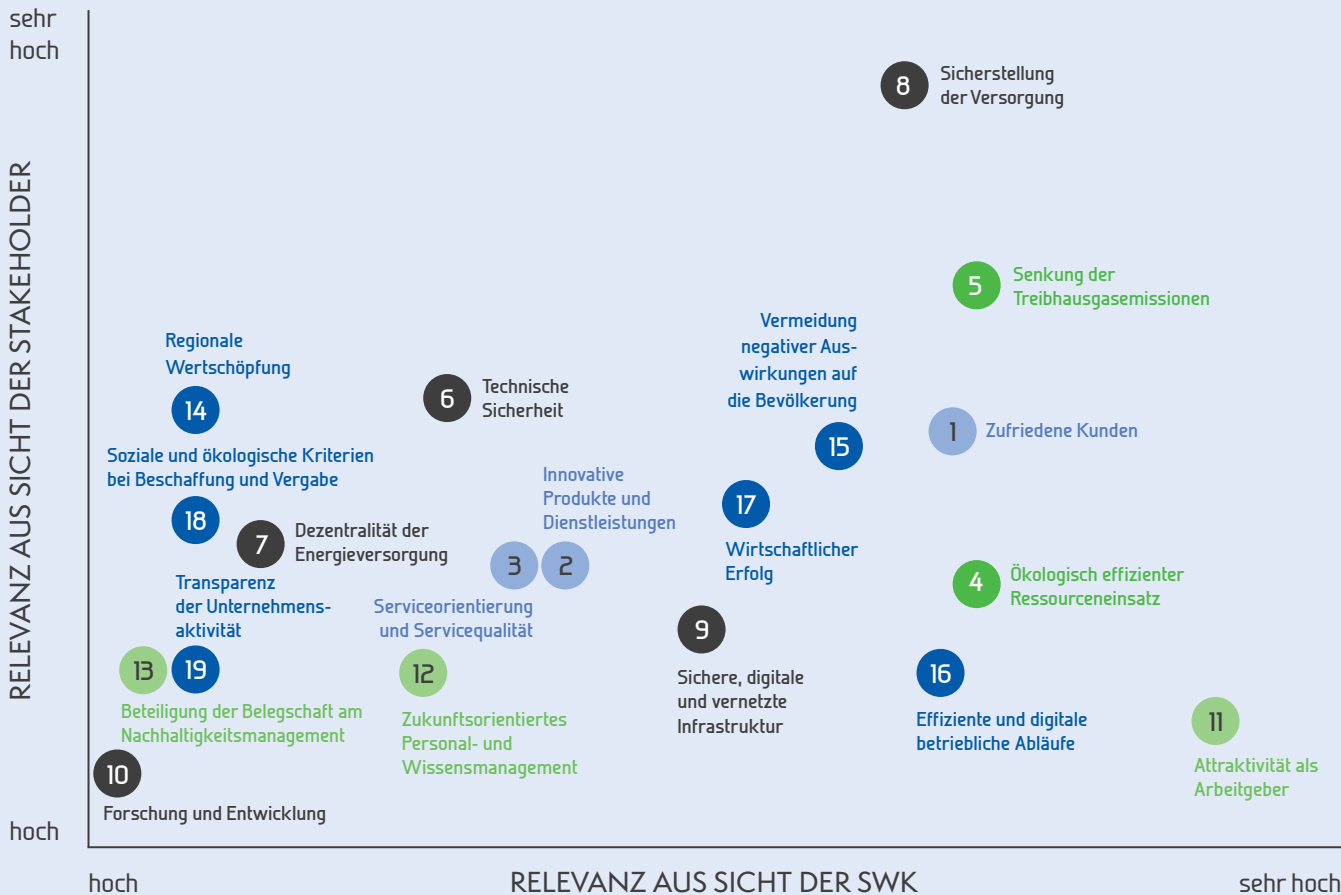 sehr
hoch
RELEVANZ AUS SICHT DER STAKEHOLDER
8
Sicherstellung
der Versorgung
5
Senkung der
Treibhausgasemissionen
Regionale
Wertschöpfung
14
6
Technische
Sicherheit
Vermeidung
negativer Aus-
wirkungen auf
die Bevölkerung
15
1
Zufriedene Kunden
Soziale und ökologische Kriterien
bei Beschaffung und Vergabe
18
7
Dezentralität der
Energieversorgung
Innovative
Produkte und
Dienstleistungen
3
2
17
Wirtschaftlicher
Erfolg
4
Ökologisch effizienter
Ressourceneinsatz
Transparenz
der Unternehmens-
aktivität
Serviceorientierung
und Servicequalität
9
Sichere, digitale
und vernetzte
Infrastruktur
13
19
Beteiligung der Belegschaft am
Nachhaltigkeitsmanagement
12
Zukunftsorientiertes
Personal- und
Wissensmanagement
16
Effiziente und digitale
betriebliche Abläufe
11
Attraktivität als
Arbeitgeber
10
Forschung und Entwicklung
hoch
hoch
RELEVANZ AUS SICHT DER SWK
sehr hoch